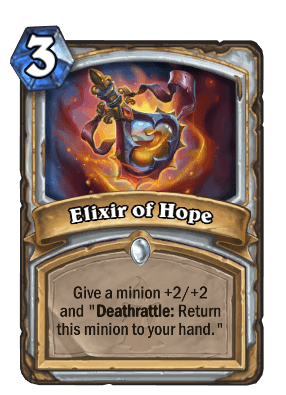 3
Elixir of Hope
Give a minion +2/+2
and "Deathrattle: Return
this minion to your hand."